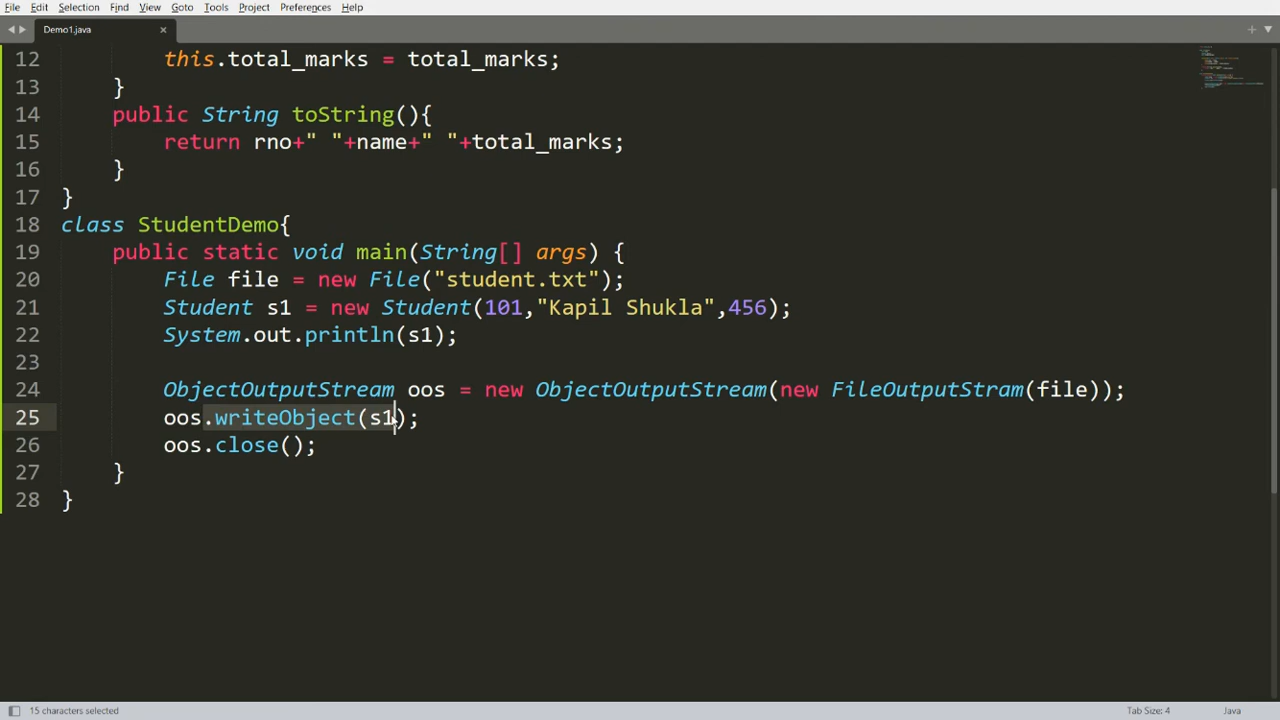 File Edit Selection Find View Goto Tools Project Preferences Help
Demo1.java
12 this.total_marks = total_marks;
13 }
14 public String toString(){
15 return rno+" "+name+" "+total_marks;
16 }
17 }
18 class StudentDemo{
19 public static void main(String[] args) {
20 File file = new File("student.txt");
21 Student s1 = new Student(101,"Kapil Shukla",456);
22 System.out.println(s1);
23
24 ObjectOutputStream oos = new ObjectOutputStream(new FileOutputStram(file));
25 oos.writeObject(s1);
26 oos.close();
27 }
28 }
15 characters selected Tab Size: 4 Java